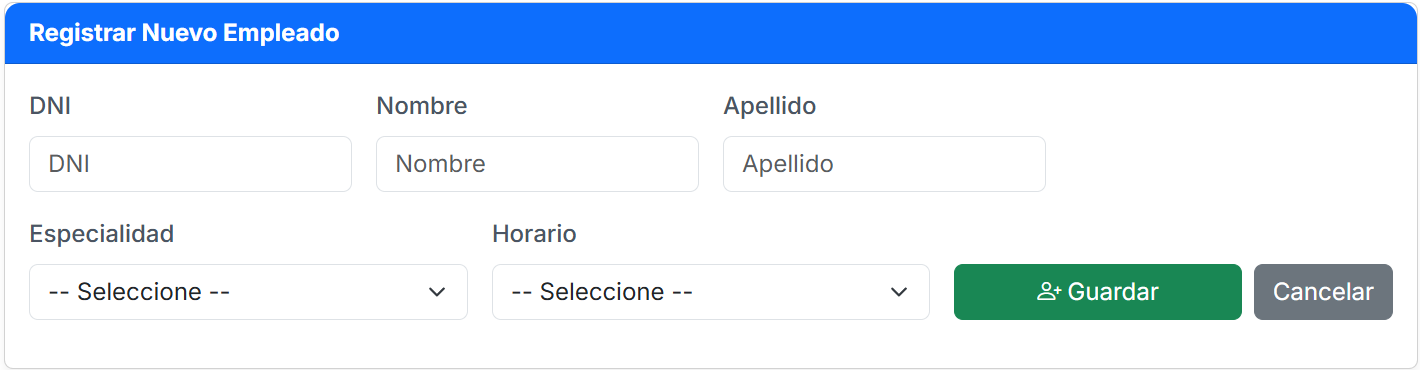 Registrar Nuevo Empleado
DNI Nombre Apellido
DNI Nombre Apellido
Especialidad Horario
-- Seleccione -- -- Seleccione -- Guardar Cancelar